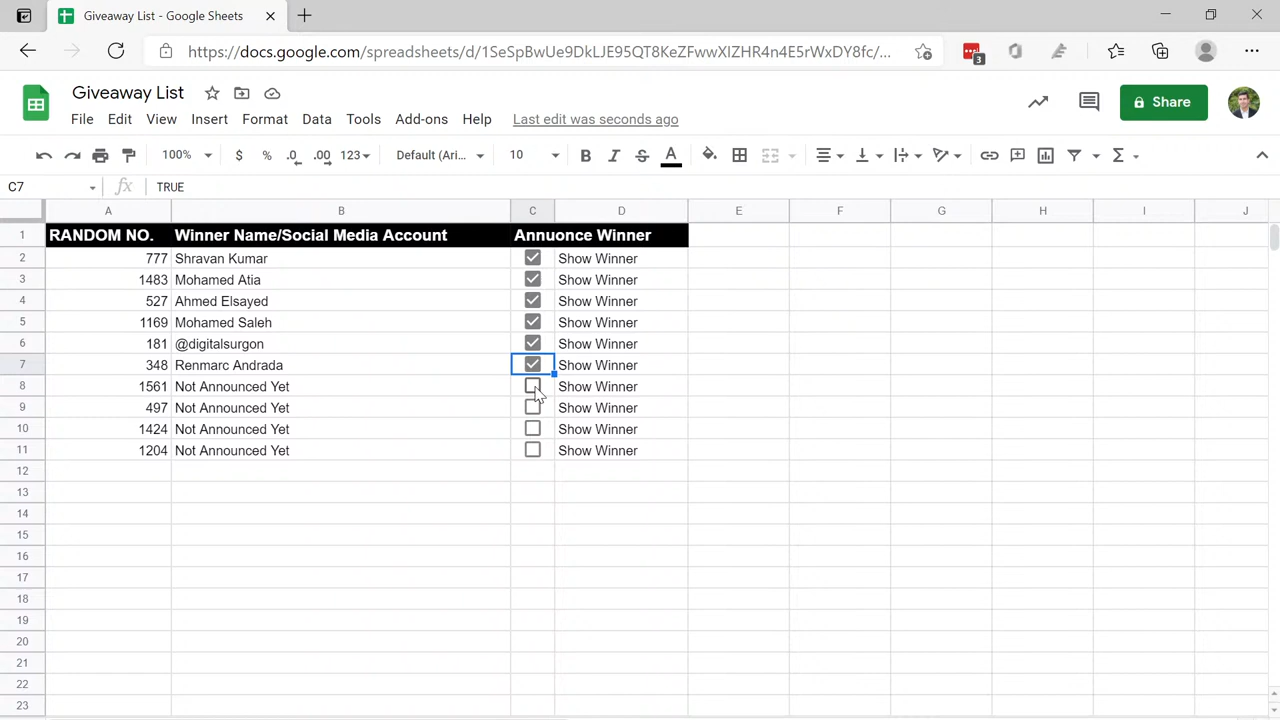 Giveaway List - Google Sheets
https://docs.google.com/spreadsheets/d/1SeSpBwUe9DkLJE95QT8KeZFwwXIZHR4n4E5rWxDY8fc/...
3
Giveaway List
File Edit View Insert Format Data Tools Add-ons Help Last edit was seconds ago
Share
100% $ % .0 .00 123 Default (Ari... 10 B I S A Σ
C7 fx TRUE
A B C D E F G H I J
1 RANDOM NO. Winner Name/Social Media Account Annuonce Winner
2 777 Shravan Kumar Show Winner
3 1483 Mohamed Atia Show Winner
4 527 Ahmed Elsayed Show Winner
5 1169 Mohamed Saleh Show Winner
6 181 @digitalsurgon Show Winner
7 348 Renmarc Andrada Show Winner
8 1561 Not Announced Yet Show Winner
9 497 Not Announced Yet Show Winner
10 1424 Not Announced Yet Show Winner
11 1204 Not Announced Yet Show Winner
12
13
14
15
16
17
18
19
20
21
22
23